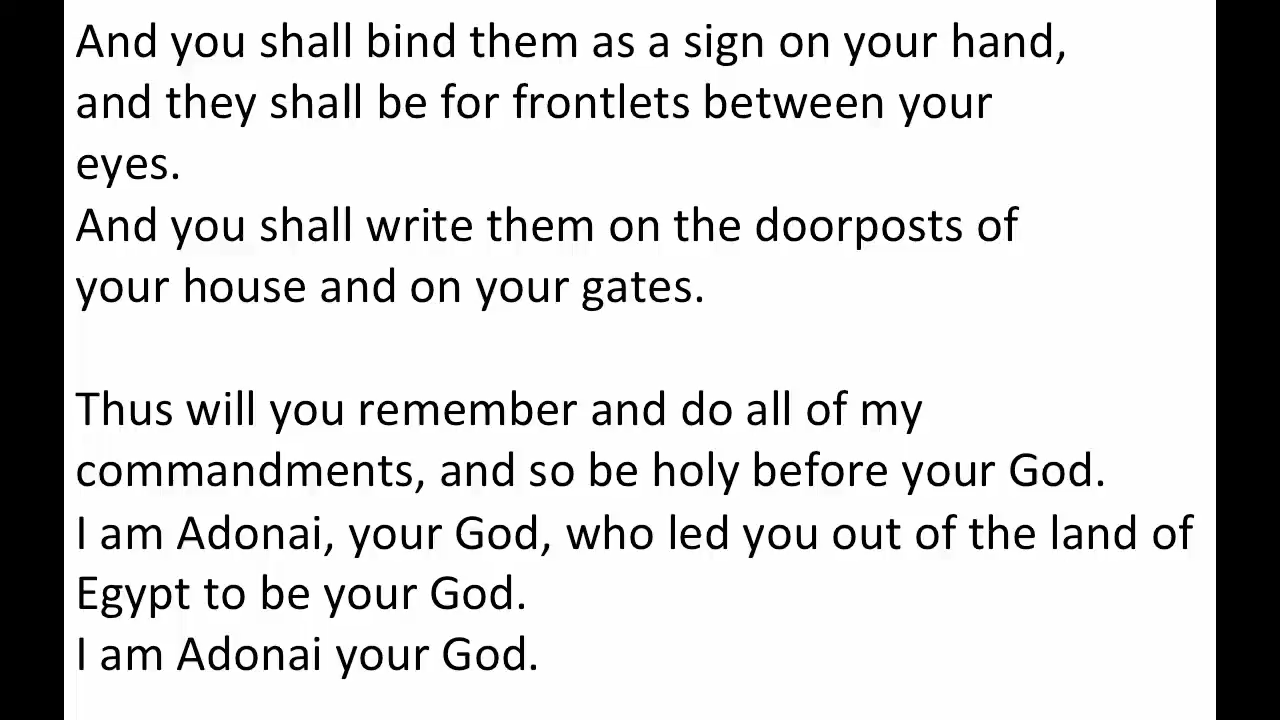 And you shall bind them as a sign on your hand,
and they shall be for frontlets between your
eyes.
And you shall write them on the doorposts of
your house and on your gates.
Thus will you remember and do all of my
commandments, and so be holy before your God.
I am Adonai, your God, who led you out of the land of
Egypt to be your God.
I am Adonai your God.